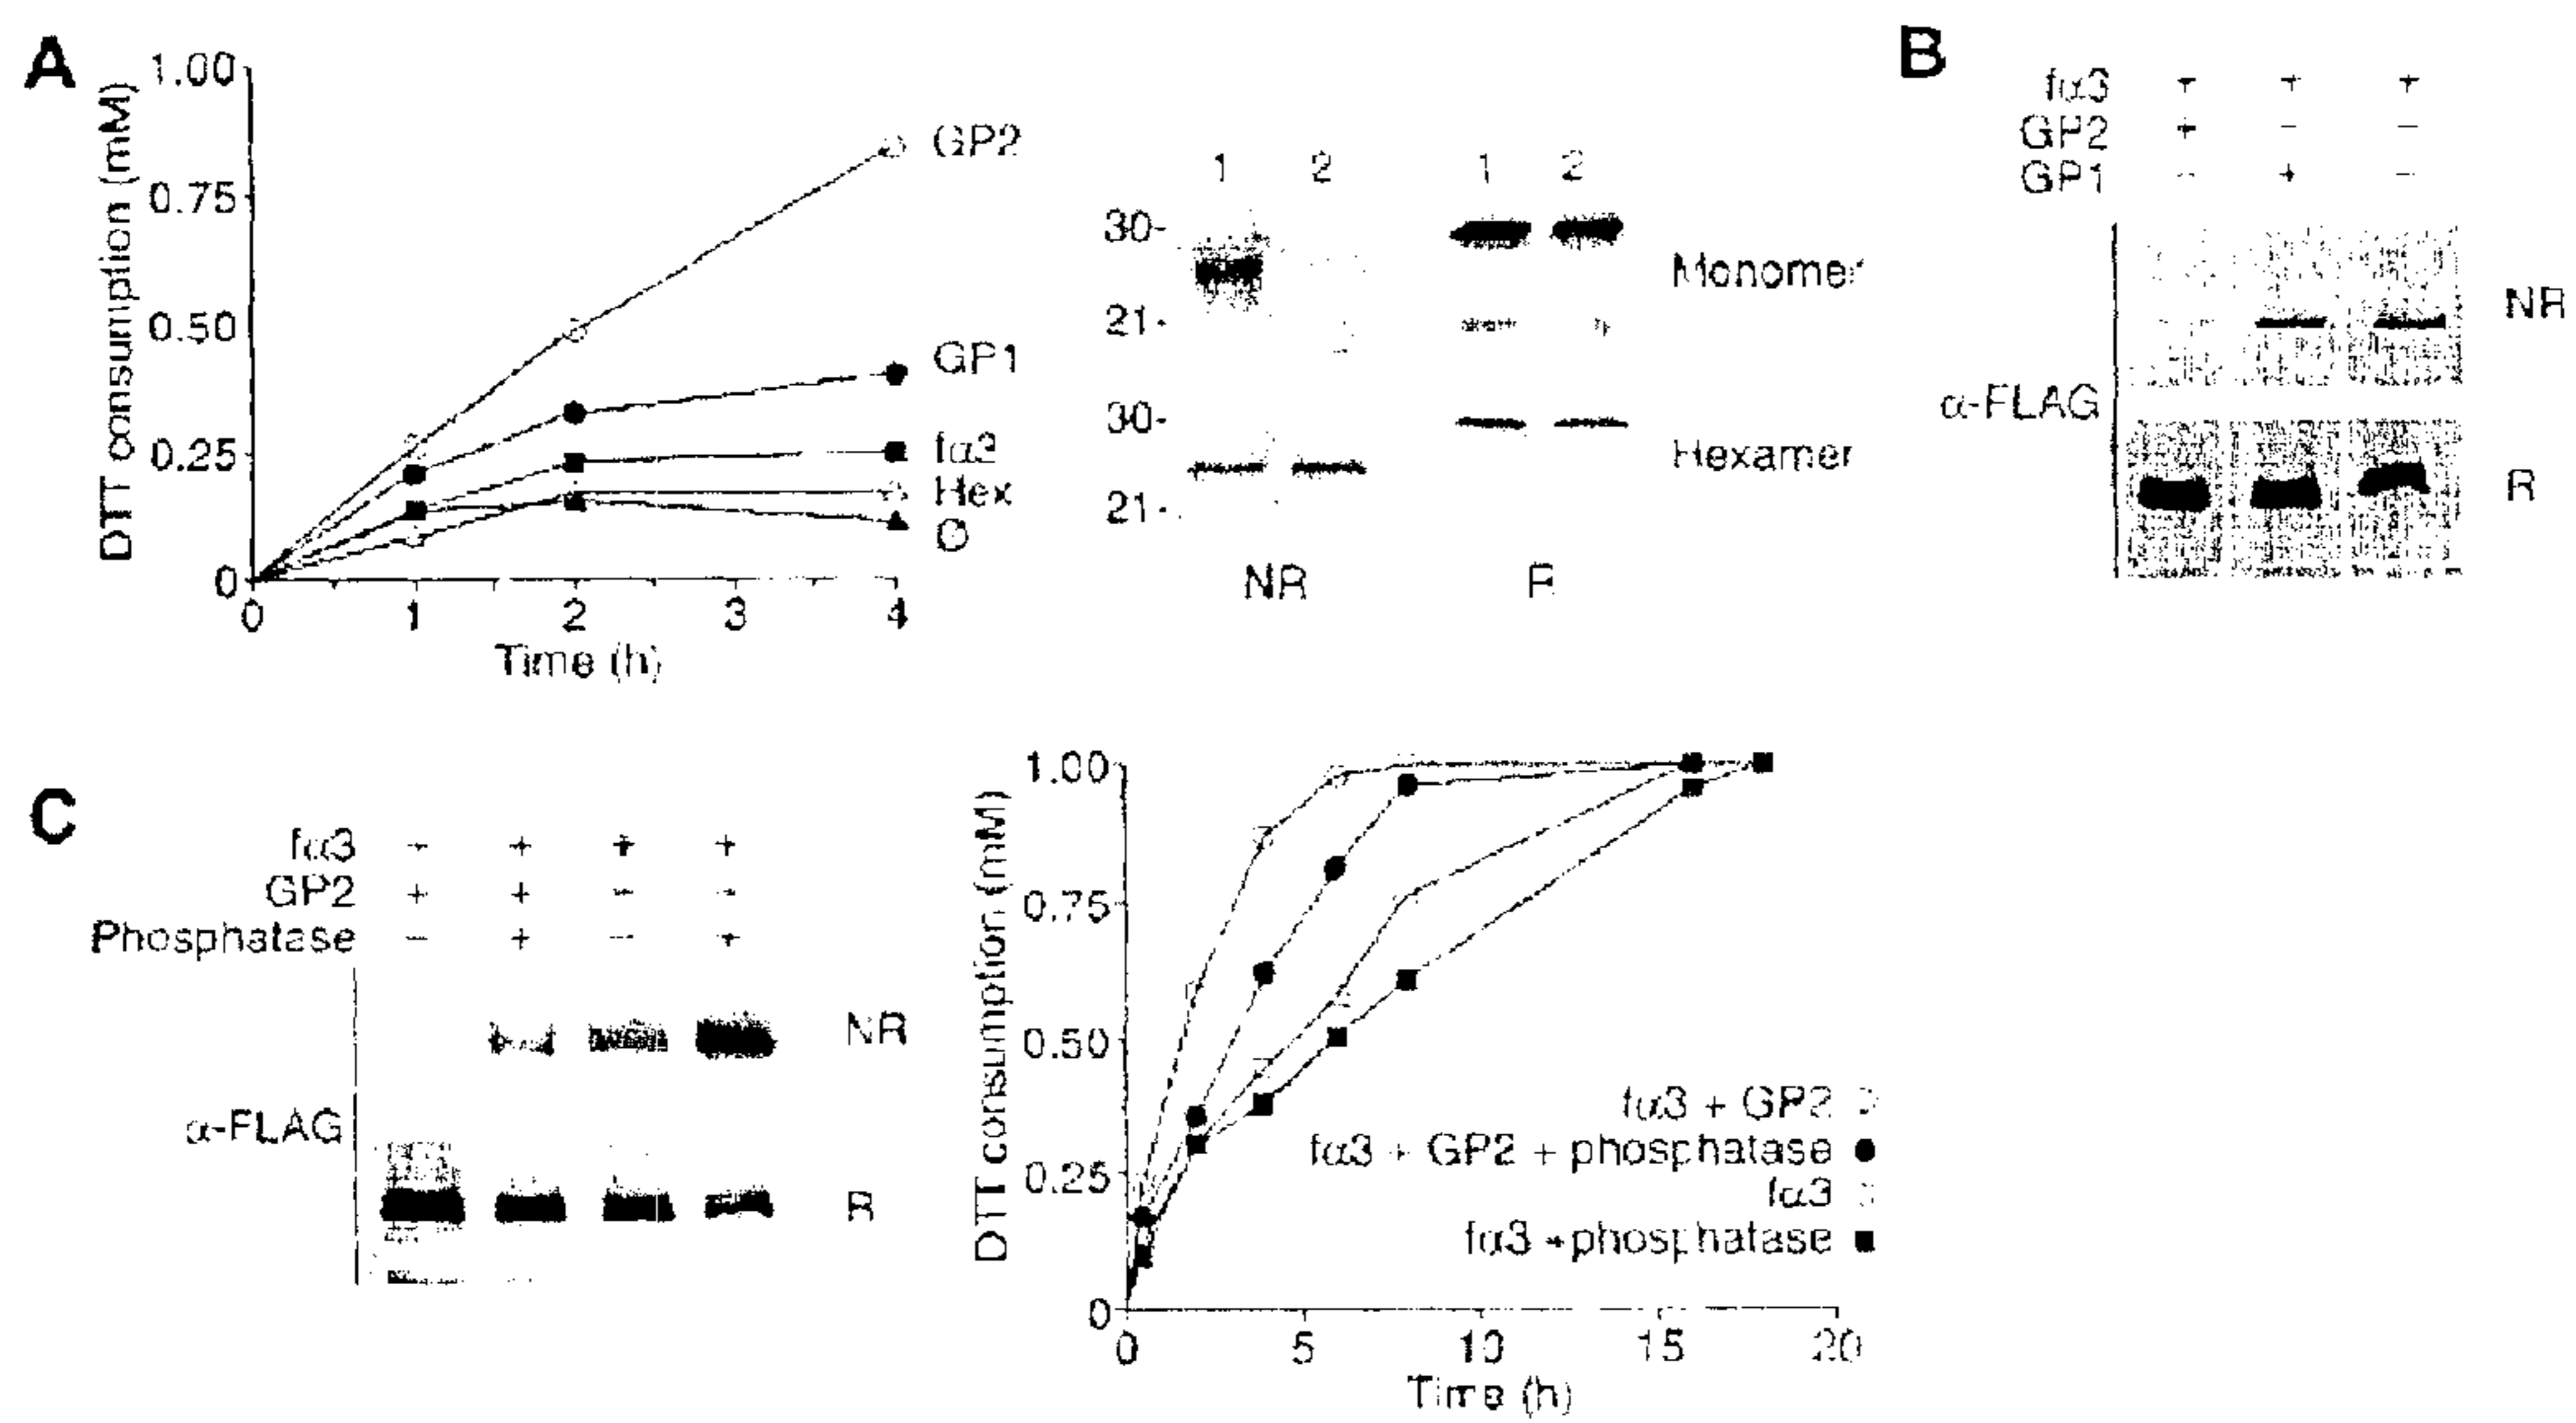 A
DTT consumption (mM)
1.00
0.75
0.50
0.25
0
0 1 2 3 4
Time (h)
GP2
GP1
fα3
Hex
1 2 1 2
30-
21-
Monomer
30-
21-
Hexamer
NR R
B
fα3 + + +
GP2 + − −
GP1 − + −
NR
α-FLAG
R
C
fα3 + + + +
GP2 + + − −
Phosphatase − + − +
NR
α-FLAG
R
DTT consumption (mM)
1.00
0.75
0.50
0.25
0
0 5 10 15 20
Time (h)
fα3 + GP2
fα3 + GP2 + phosphatase
fα3
fα3 + phosphatase